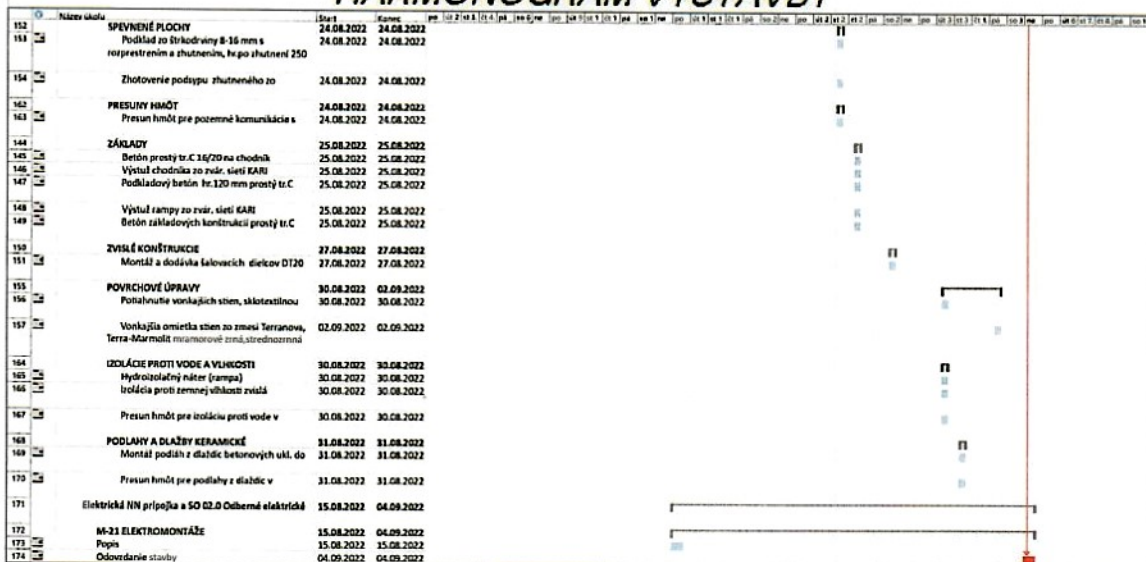 HARMONOGRAM VÝSTAVBY
Názov úkolu Start Konec
152 SPEVNENÉ PLOCHY 24.08.2022 24.08.2022
153 Podklad zo štrkodrviny 8-16 mm s 24.08.2022 24.08.2022
rozprestrením a zhutnením, hr.po zhutnení 250
154 Zhotovenie podsypu zhutneného zo 24.08.2022 24.08.2022
162 PRESUNY HMÔT 24.08.2022 24.08.2022
163 Presun hmôt pre pozemné komunikácie s 24.08.2022 24.08.2022
144 ZÁKLADY 25.08.2022 25.08.2022
145 Betón prostý tr.C 16/20 na chodník 25.08.2022 25.08.2022
146 Výstuž chodníka zo zvár. sietí KARI 25.08.2022 25.08.2022
147 Podkladový betón hr.120 mm prostý tr.C 25.08.2022 25.08.2022
148 Výstuž rampy zo zvár. sietí KARI 25.08.2022 25.08.2022
149 Betón základových konštrukcií prostý tr.C 25.08.2022 25.08.2022
150 ZVISLÉ KONŠTRUKCIE 27.08.2022 27.08.2022
151 Montáž a dodávka šalovacích dielcov DT20 27.08.2022 27.08.2022
155 POVRCHOVÉ ÚPRAVY 30.08.2022 02.09.2022
156 Potiahnutie vonkajších stien, sklotextilnou 30.08.2022 30.08.2022
157 Vonkajšia omietka stien zo zmesi Terranova, 02.09.2022 02.09.2022
Terra-Marmolit mramorové zrná,strednozrnná
164 IZOLÁCIE PROTI VODE A VLHKOSTI 30.08.2022 30.08.2022
165 Hydroizolačný náter (rampa) 30.08.2022 30.08.2022
166 Izolácia proti zemnej vlhkosti zvislá 30.08.2022 30.08.2022
167 Presun hmôt pre izoláciu proti vode v 30.08.2022 30.08.2022
168 PODLAHY A DLAŽBY KERAMICKÉ 31.08.2022 31.08.2022
169 Montáž podláh z dlaždíc betonových ukl. do 31.08.2022 31.08.2022
170 Presun hmôt pre podlahy z dlaždíc v 31.08.2022 31.08.2022
171 Elektrická NN prípojka a SO 02.0 Odberné elektrické 15.08.2022 04.09.2022
172 M-21 ELEKTROMONTÁŽE 15.08.2022 04.09.2022
173 Popis 15.08.2022 15.08.2022
174 Odovzdanie stavby 04.09.2022 04.09.2022